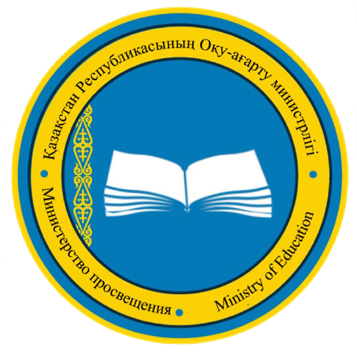 Қазақстан Республикасының Оқу-ағарту министрлігі
Министерство просвещения
Ministry of Education